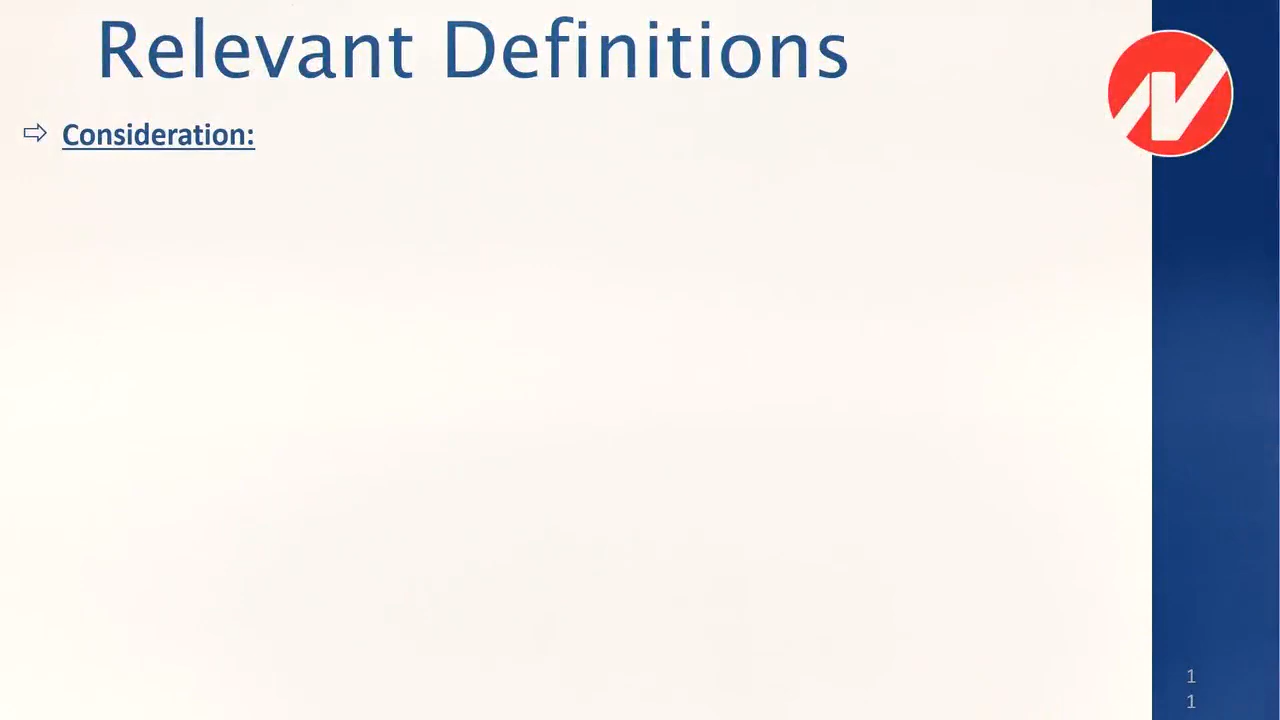 Relevant Definitions
⇨ Consideration:
1
1